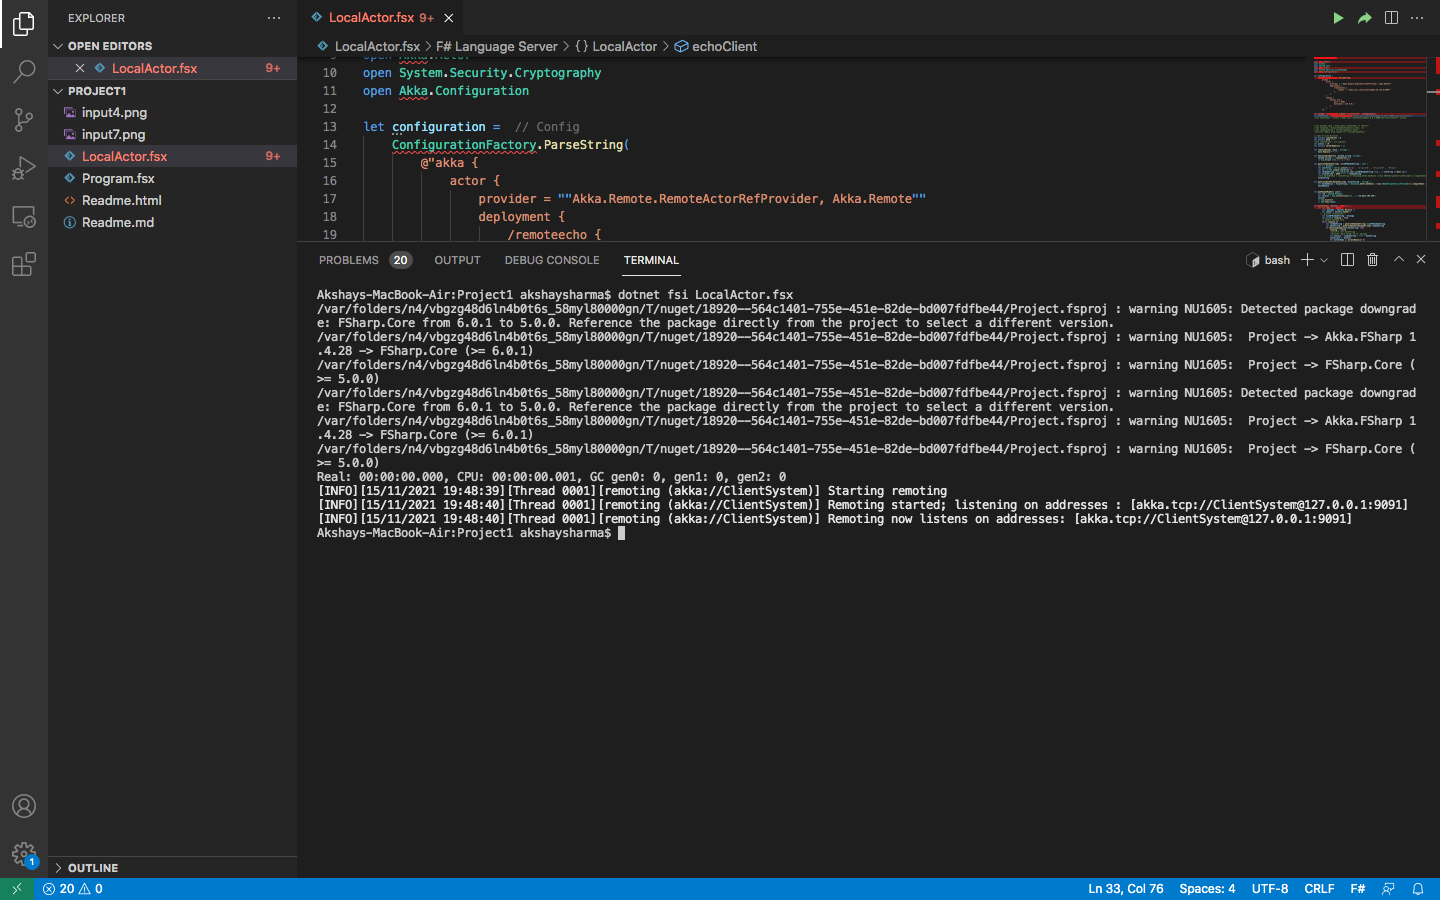 EXPLORER
OPEN EDITORS
LocalActor.fsx 9+
PROJECT1
input4.png
input7.png
LocalActor.fsx 9+
Program.fsx
Readme.html
Readme.md
OUTLINE
LocalActor.fsx 9+
LocalActor.fsx > F# Language Server > {} LocalActor > echoClient
10 open System.Security.Cryptography
11 open Akka.Configuration
12
13 let configuration = // Config
14 ConfigurationFactory.ParseString(
15 @"akka {
16 actor {
17 provider = ""Akka.Remote.RemoteActorRefProvider, Akka.Remote""
18 deployment {
19 /remoteecho {
PROBLEMS 20 OUTPUT DEBUG CONSOLE TERMINAL
bash
Akshays-MacBook-Air:Project1 akshaysharma$ dotnet fsi LocalActor.fsx
/var/folders/n4/vbgzg48d6ln4b0t6s_58myl80000gn/T/nuget/18920--564c1401-755e-451e-82de-bd007fdfbe44/Project.fsproj : warning NU1605: Detected package downgrad
e: FSharp.Core from 6.0.1 to 5.0.0. Reference the package directly from the project to select a different version.
/var/folders/n4/vbgzg48d6ln4b0t6s_58myl80000gn/T/nuget/18920--564c1401-755e-451e-82de-bd007fdfbe44/Project.fsproj : warning NU1605:  Project -> Akka.FSharp 1
.4.28 -> FSharp.Core (>= 6.0.1)
/var/folders/n4/vbgzg48d6ln4b0t6s_58myl80000gn/T/nuget/18920--564c1401-755e-451e-82de-bd007fdfbe44/Project.fsproj : warning NU1605:  Project -> FSharp.Core (
>= 5.0.0)
/var/folders/n4/vbgzg48d6ln4b0t6s_58myl80000gn/T/nuget/18920--564c1401-755e-451e-82de-bd007fdfbe44/Project.fsproj : warning NU1605: Detected package downgrad
e: FSharp.Core from 6.0.1 to 5.0.0. Reference the package directly from the project to select a different version.
/var/folders/n4/vbgzg48d6ln4b0t6s_58myl80000gn/T/nuget/18920--564c1401-755e-451e-82de-bd007fdfbe44/Project.fsproj : warning NU1605:  Project -> Akka.FSharp 1
.4.28 -> FSharp.Core (>= 6.0.1)
/var/folders/n4/vbgzg48d6ln4b0t6s_58myl80000gn/T/nuget/18920--564c1401-755e-451e-82de-bd007fdfbe44/Project.fsproj : warning NU1605:  Project -> FSharp.Core (
>= 5.0.0)
Real: 00:00:00.000, CPU: 00:00:00.001, GC gen0: 0, gen1: 0, gen2: 0
[INFO][15/11/2021 19:48:39][Thread 0001][remoting (akka://ClientSystem)] Starting remoting
[INFO][15/11/2021 19:48:40][Thread 0001][remoting (akka://ClientSystem)] Remoting started; listening on addresses : [akka.tcp://ClientSystem@127.0.0.1:9091]
[INFO][15/11/2021 19:48:40][Thread 0001][remoting (akka://ClientSystem)] Remoting now listens on addresses: [akka.tcp://ClientSystem@127.0.0.1:9091]
Akshays-MacBook-Air:Project1 akshaysharma$
1
20 0 Ln 33, Col 76 Spaces: 4 UTF-8 CRLF F#